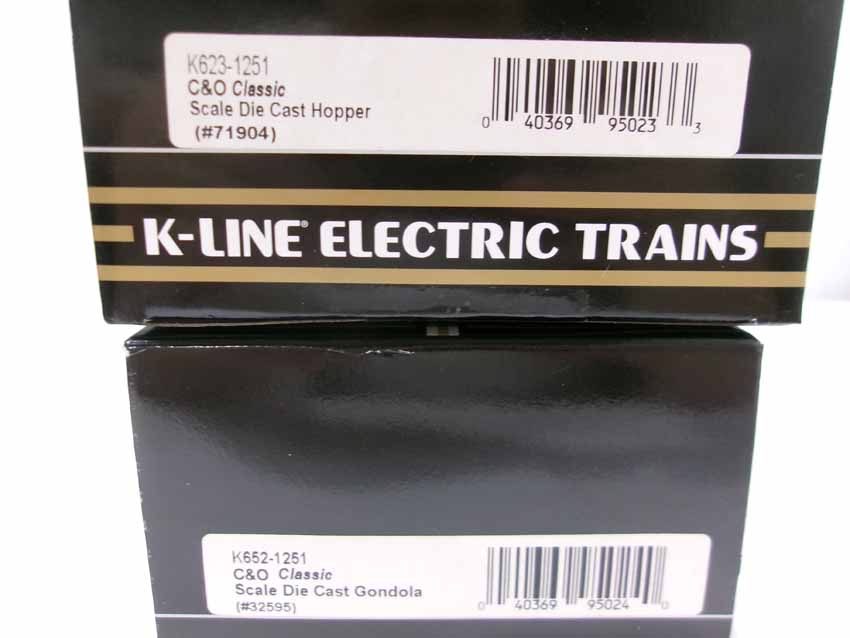 K623-1251
C&O Classic
Scale Die Cast Hopper
(#71904)
0 40369 95023 3
K-LINE® ELECTRIC TRAINS
K652-1251
C&O Classic
Scale Die Cast Gondola
(#32595)
0 40369 95024 0